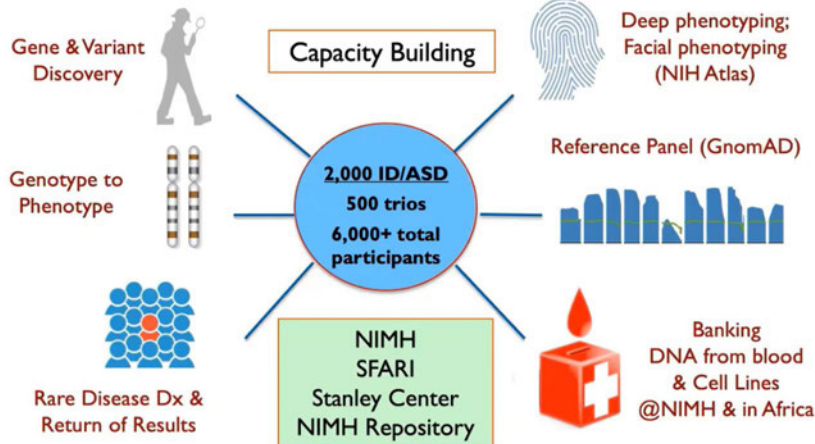 Gene & Variant
Discovery
Capacity Building
Deep phenotyping;
Facial phenotyping
(NIH Atlas)
Genotype to
Phenotype
2,000 ID/ASD
500 trios
6,000+ total
participants
Reference Panel (GnomAD)
Rare Disease Dx &
Return of Results
NIMH
SFARI
Stanley Center
NIMH Repository
Banking
DNA from blood
& Cell Lines
@NIMH & in Africa